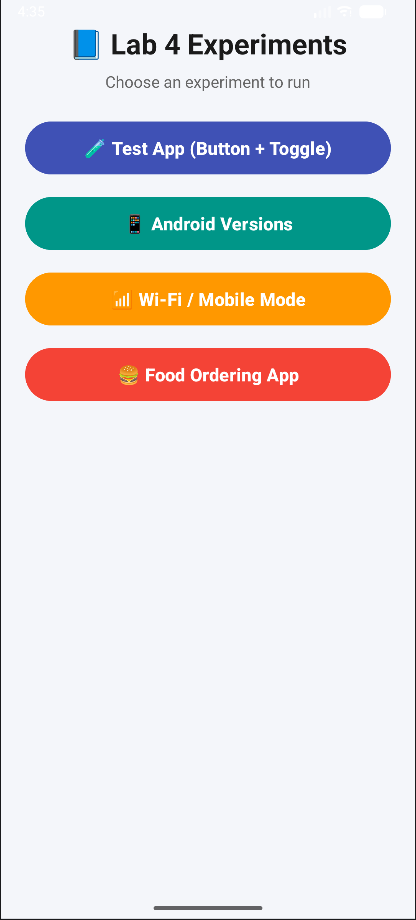 4:35
📘 Lab 4 Experiments
Choose an experiment to run
🧪 Test App (Button + Toggle)
📱 Android Versions
📶 Wi-Fi / Mobile Mode
🍔 Food Ordering App